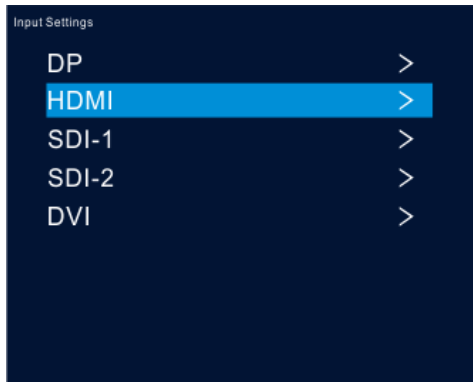 Input Settings
DP >
HDMI >
SDI-1 >
SDI-2 >
DVI >